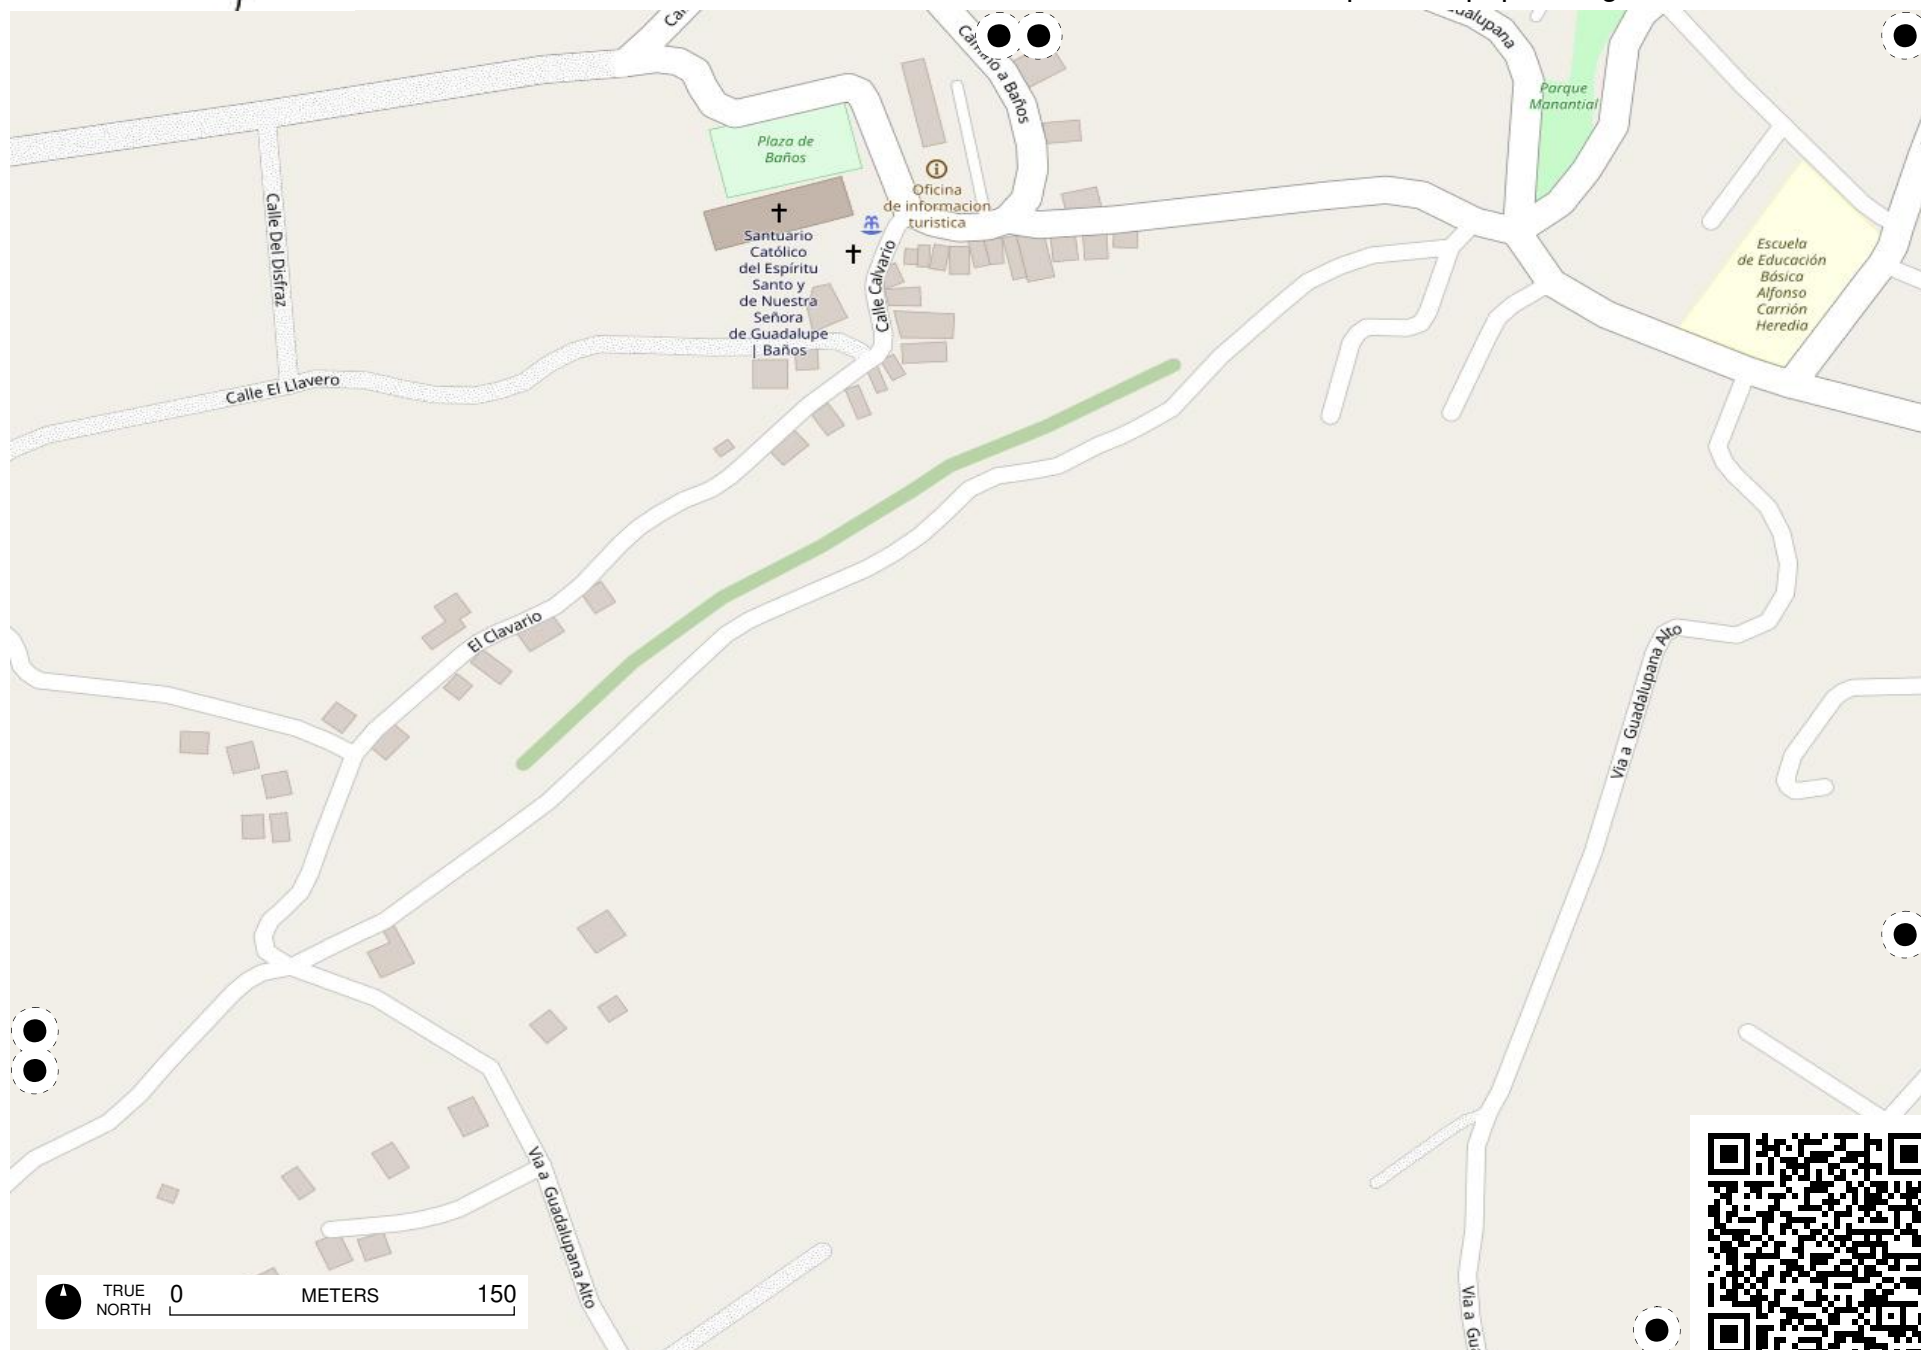 Camino a Baños
Parque
Manantial
Plaza de
Baños
Oficina
de informacion
turistica
Calle Del Disfraz
Santuario
Católico
del Espíritu
Santo y
de Nuestra
Señora
de Guadalupe
| Baños
Calle Calvario
Escuela
de Educación
Básica
Alfonso
Carrión
Heredia
Calle El Llavero
El Clavario
Via a Guadalupana Alto
Via a Guadalupana Alto
Via a Gua
TRUE
NORTH
0 METERS 150